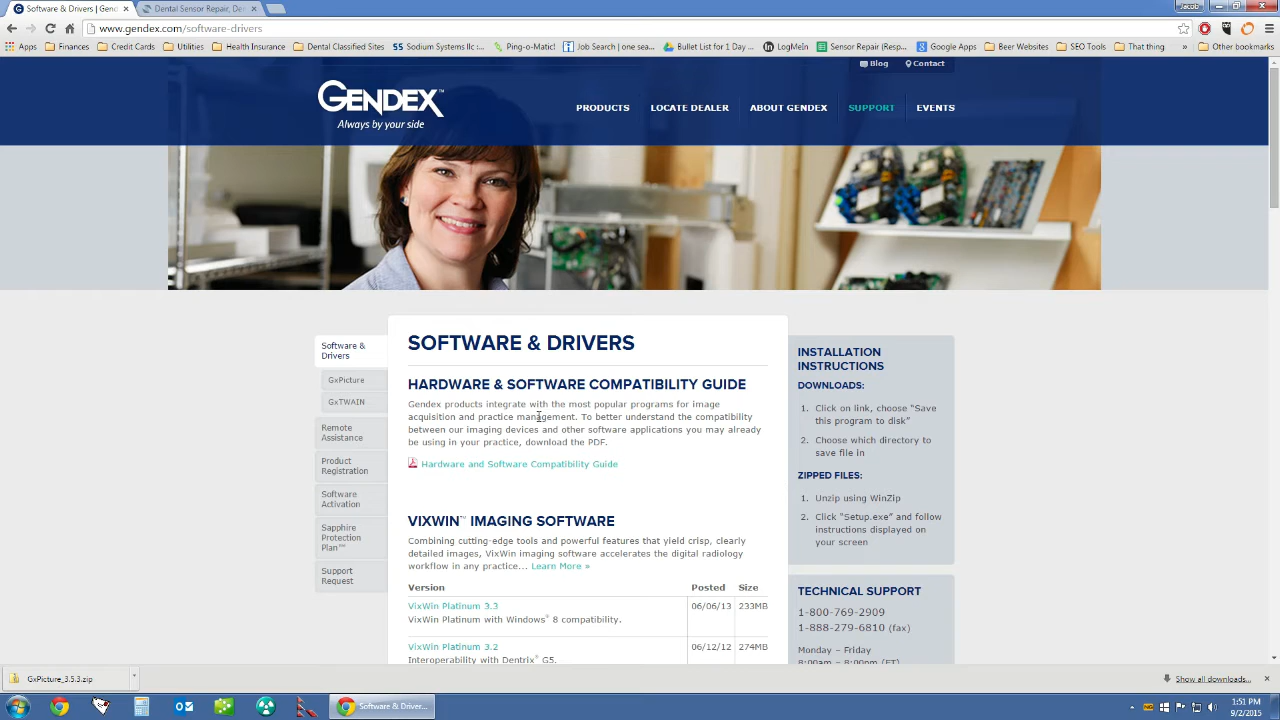 Software & Drivers | Gend
Dental Sensor Repair, Den
Jacob
www.gendex.com/software-drivers
Apps
Finances
Credit Cards
Utilities
Health Insurance
Dental Classified Sites
Sodium Systems llc :...
Ping-o-Matic!
Job Search | one sea...
Bullet List for 1 Day ...
LogMeIn
Sensor Repair (Resp...
Google Apps
Beer Websites
SEO Tools
That thing
»
Other bookmarks
Blog
Contact
GENDEX™
Always by your side
PRODUCTS
LOCATE DEALER
ABOUT GENDEX
SUPPORT
EVENTS
Software &
Drivers
GxPicture
GxTWAIN
Remote
Assistance
Product
Registration
Software
Activation
Sapphire
Protection
Plan™
Support
Request
SOFTWARE & DRIVERS
HARDWARE & SOFTWARE COMPATIBILITY GUIDE
Gendex products integrate with the most popular programs for image
acquisition and practice management. To better understand the compatibility
between our imaging devices and other software applications you may already
be using in your practice, download the PDF.
Hardware and Software Compatibility Guide
VIXWIN™ IMAGING SOFTWARE
Combining cutting-edge tools and powerful features that yield crisp, clearly
detailed images, VixWin imaging software accelerates the digital radiology
workflow in any practice... Learn More »
Version Posted Size
VixWin Platinum 3.3 06/06/13 233MB
VixWin Platinum with Windows® 8 compatibility.
VixWin Platinum 3.2 06/12/12 274MB
Interoperability with Dentrix® G5.
INSTALLATION
INSTRUCTIONS
DOWNLOADS:
1. Click on link, choose “Save
this program to disk”
2. Choose which directory to
save file in
ZIPPED FILES:
1. Unzip using WinZip
2. Click “Setup.exe” and follow
instructions displayed on
your screen
TECHNICAL SUPPORT
1-800-769-2909
1-888-279-6810 (fax)
Monday – Friday
8:00am – 8:00pm (ET)
GxPicture_3.5.3.zip
Show all downloads...
Software & Driver...
1:51 PM
9/2/2015